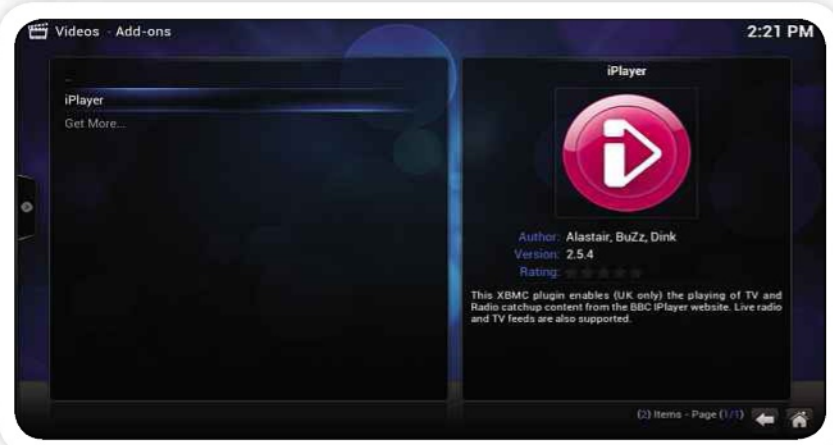 Videos - Add-ons
2:21 PM
..
iPlayer
Get More...
iPlayer
Author: Alastair, BuZz, Dink
Version: 2.5.4
Rating:
This XBMC plugin enables (UK only) the playing of TV and
Radio catchup content from the BBC IPlayer website. Live radio
and TV feeds are also supported.
(2) Items - Page (1/1)